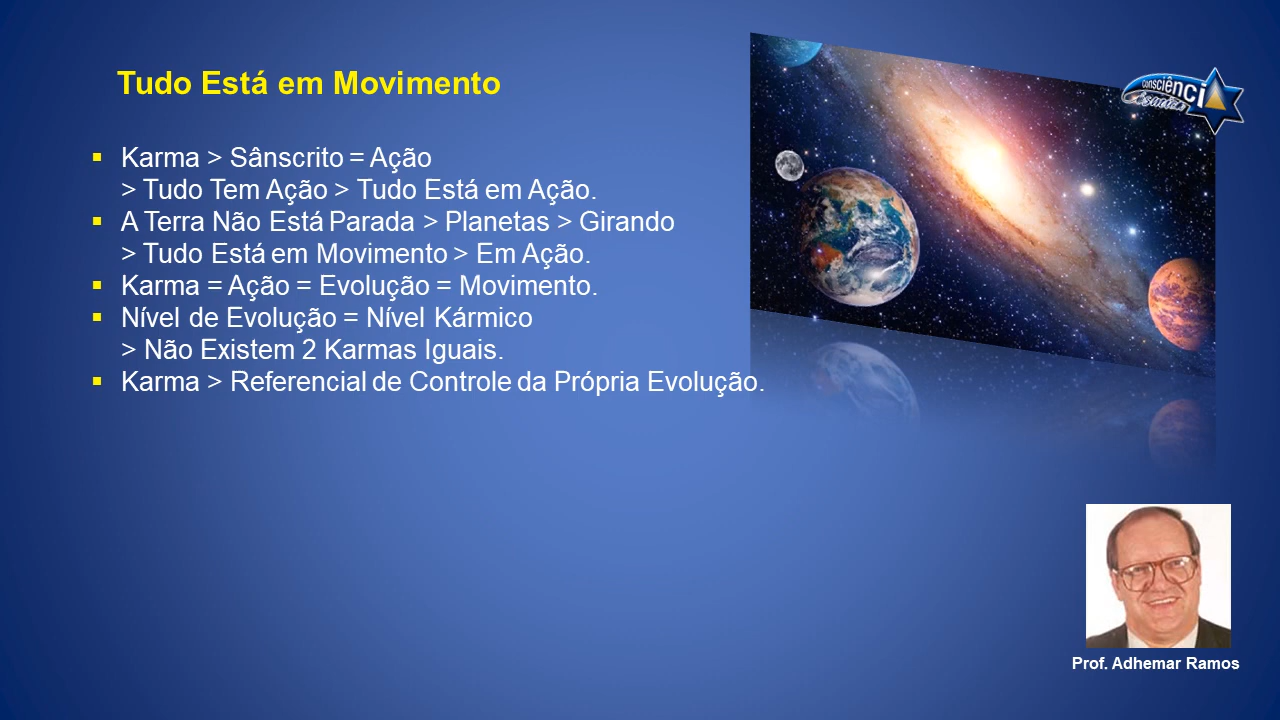 Tudo Está em Movimento
consciênci
▪ Karma > Sânscrito = Ação
> Tudo Tem Ação > Tudo Está em Ação.
▪ A Terra Não Está Parada > Planetas > Girando
> Tudo Está em Movimento > Em Ação.
▪ Karma = Ação = Evolução = Movimento.
▪ Nível de Evolução = Nível Kármico
> Não Existem 2 Karmas Iguais.
▪ Karma > Referencial de Controle da Própria Evolução.
Prof. Adhemar Ramos